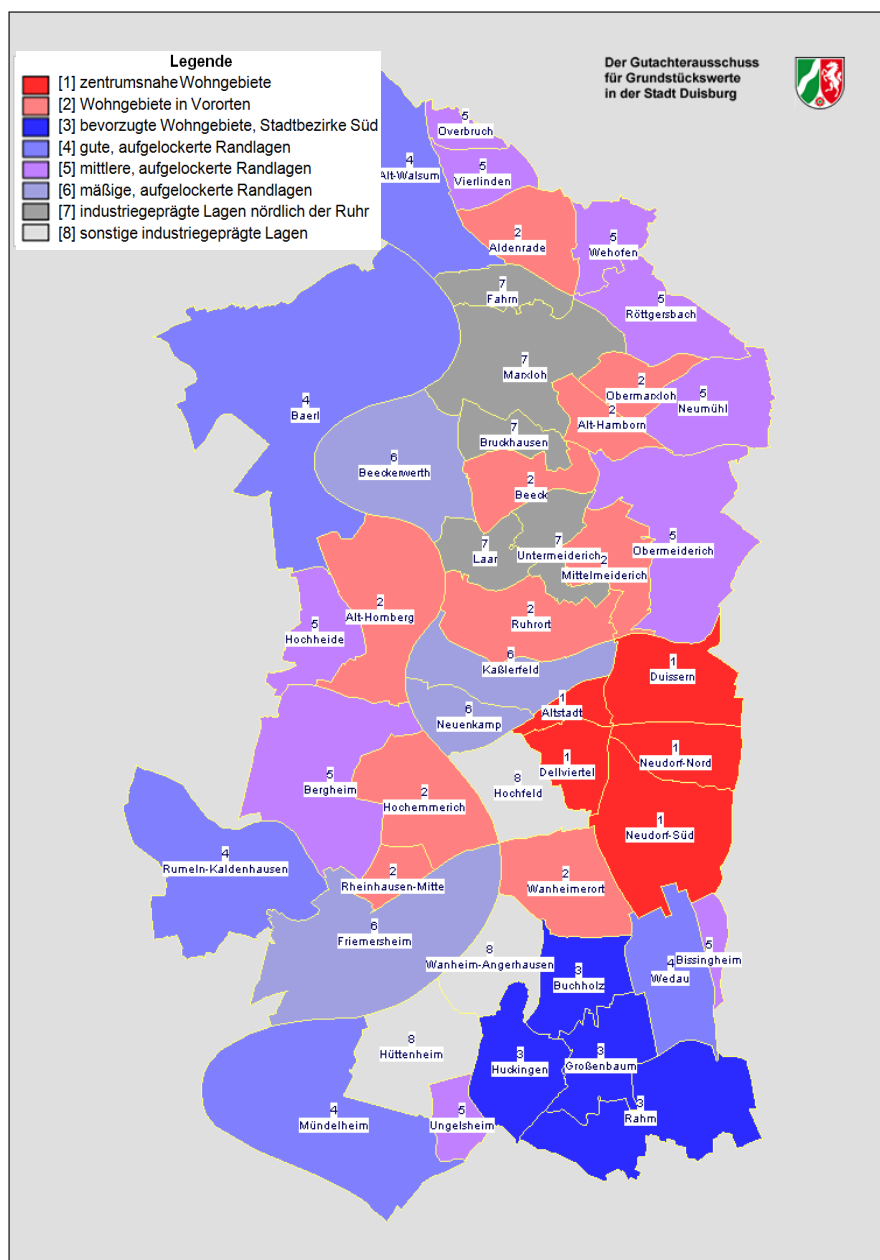 Legende
[1] zentrumsnahe Wohngebiete
[2] Wohngebiete in Vororten
[3] bevorzugte Wohngebiete, Stadtbezirke Süd
[4] gute, aufgelockerte Randlagen
[5] mittlere, aufgelockerte Randlagen
[6] mäßige, aufgelockerte Randlagen
[7] industriegeprägte Lagen nördlich der Ruhr
[8] sonstige industriegeprägte Lagen
Der Gutachterausschuss
für Grundstückswerte
in der Stadt Duisburg
5
Overbruch
4
Alt-Walsum
5
Vierlinden
2
Aldenrade
5
Wehofen
7
Fahrn
5
Röttgersbach
7
Marxloh
2
Obermarxloh
5
Neumühl
4
Baerl
2
Alt-Hamborn
7
Bruckhausen
6
Beeckerwerth
2
Beeck
5
Obermeiderich
7
Laar
7
Untermeiderich
2
Mittelmeiderich
2
Alt-Homberg
2
Ruhrort
5
Hochheide
6
Kaßlerfeld
1
Duissern
1
Altstadt
6
Neuenkamp
1
Neudorf-Nord
1
Dellviertel
5
Bergheim
8
Hochfeld
2
Hochemmerich
1
Neudorf-Süd
4
Rumeln-Kaldenhausen
2
Rheinhausen-Mitte
2
Wanheimerort
6
Friemersheim
5
Bissingheim
8
Wanheim-Angerhausen
4
Wedau
3
Buchholz
8
Hüttenheim
3
Huckingen
3
Großenbaum
4
Mündelheim
5
Ungelsheim
3
Rahm